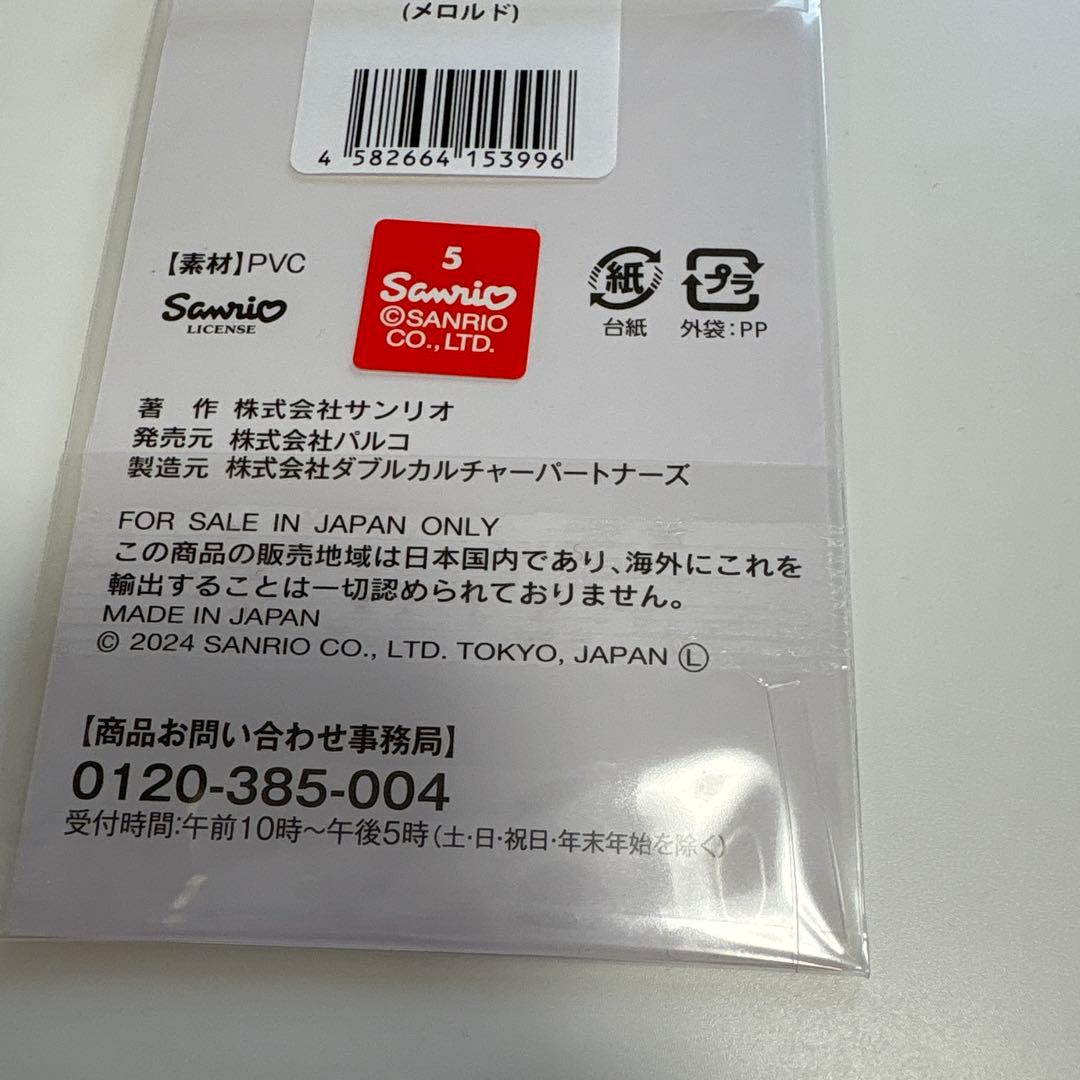 (メロルド)
4 582664 153996
【素材】PVC
Sanrio
LICENSE
5
Sanrio
©SANRIO
CO., LTD.
紙
台紙
プラ
外袋：PP
著　作 株式会社サンリオ
発売元 株式会社パルコ
製造元 株式会社ダブルカルチャーパートナーズ
FOR SALE IN JAPAN ONLY
この商品の販売地域は日本国内であり、海外にこれを
輸出することは一切認められておりません。
MADE IN JAPAN
© 2024 SANRIO CO., LTD. TOKYO, JAPAN Ⓛ
【商品お問い合わせ事務局】
0120-385-004
受付時間:午前10時〜午後5時(土・日・祝日・年末年始を除く)